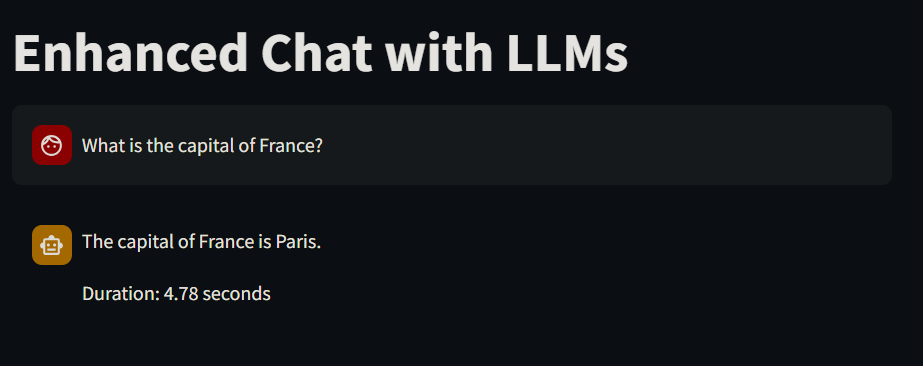 Enhanced Chat with LLMs
What is the capital of France?
The capital of France is Paris.
Duration: 4.78 seconds